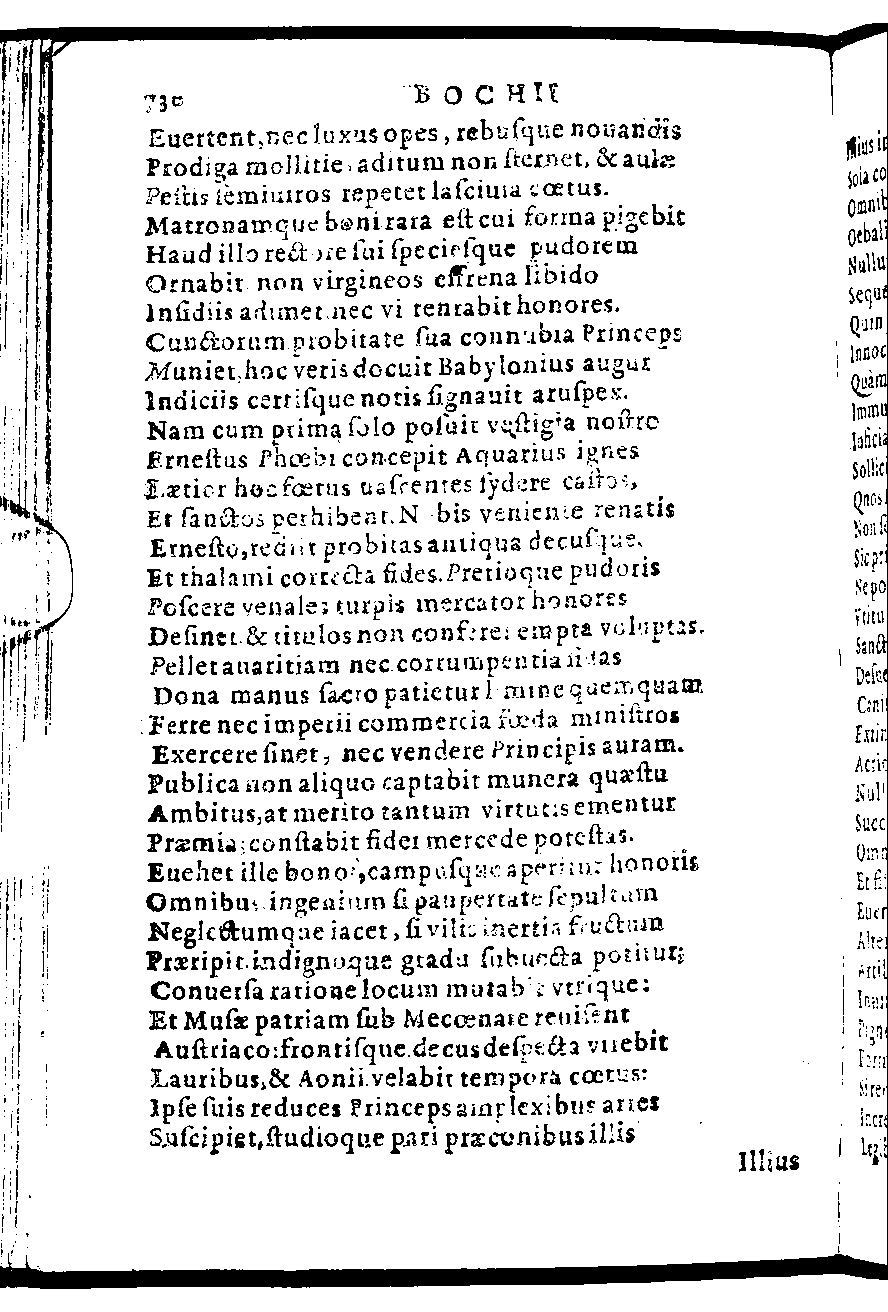 730 BOCHII
Euertent, nec luxus opes, rebuſque nouandis
Prodiga mollitie, aditum non ſternet, & aulæ
Peſtis ſemiuiros repetet laſciuia cœtus.
Matronamque boni rara eſt cui forma pigebit
Haud illo rectore ſui ſpecieſque pudorem
Ornabit, non virgineos effrena libido
Inſidiis adimet, nec vi tentabit honores.
Cunctorum probitate ſua connubia Princeps
Muniet, hoc veris docuit Babylonius augur
Indiciis certiſque notis ſignauit aruſpex.
Nam cum prima ſolo poſuit veſtigia noſtro
Erneſtus Phœbi concepit Aquarius ignes
Lætior hoc fœtus naſcentes ſydere caſtos,
Et ſanctos perhibent. Nobis veniente renatis
Erneſto, rediit probitas antiqua decuſque.
Et thalami correcta fides. Pretioque pudoris
Poſcere venales turpis mercator honores
Deſinet, & titulos non conferet empta voluptas.
Pellet auaritiam nec corrumpentia
Dona manus ſacro patietur limine quemquam
Ferre nec imperii commercia fœda miniſtros
Exercere ſinet, nec vendere Principis auram.
Publica non aliquo captabit munera quæſtu
Ambitus, at merito tantum virtutis ementur
Præmia; conſtabit fidei mercede poteſtas.
Euehet ille bonos, campuſque aperitur honoris
Omnibus, ingenium ſi paupertate ſepultum
Neglectumque iacet, ſi vilis inertia fructum
Præripit, indignoque gradu ſubuecta potitur;
Conuerſa ratione locum mutabit vtrique:
Et Muſæ patriam ſub Mecœnate reuiſent
Auſtriaco: frontiſque decus deſpecta vuebit
Lauribus, & Aonii velabit tempora cœtus:
Ipſe ſuis reduces Princeps amplexibus artes
Suſcipiet, ſtudioque pari præconibus illis
Illius